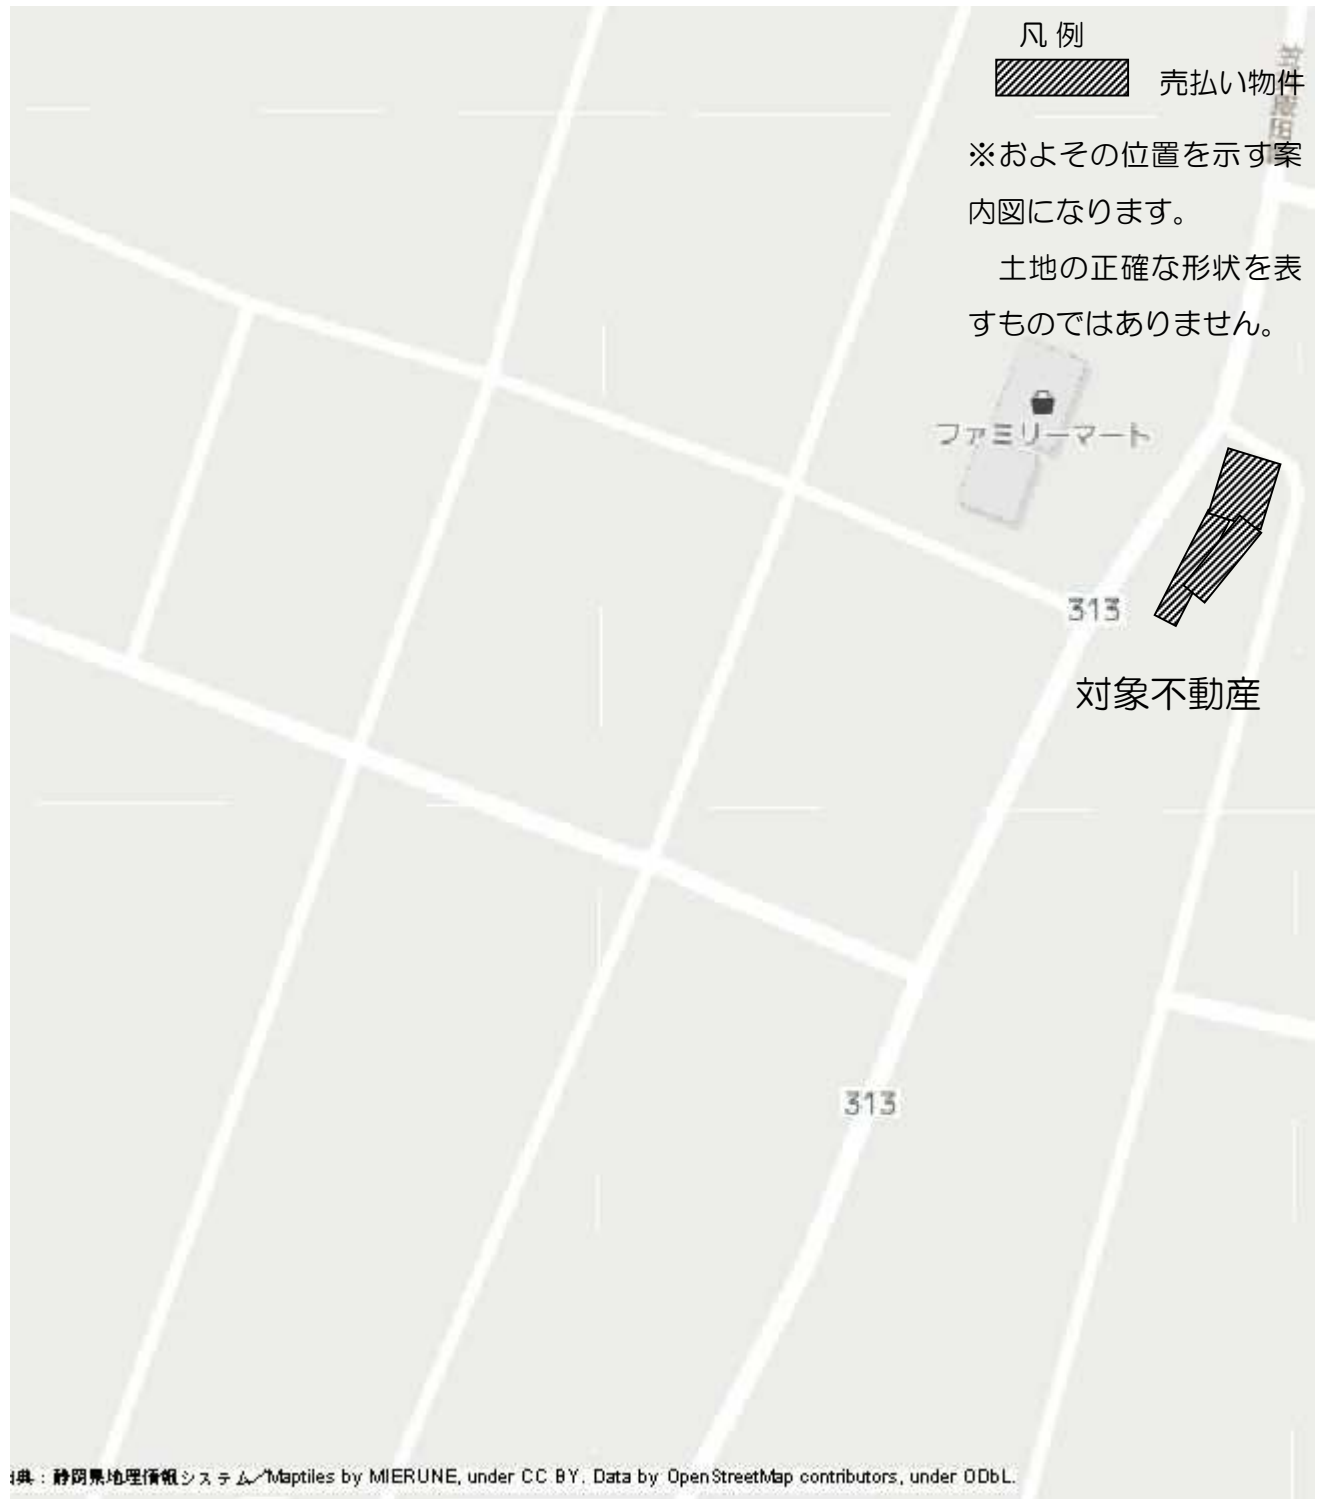 凡 例
売払い物件
※およその位置を示す案
内図になります。
　土地の正確な形状を表
すものではありません。
ファミリーマート
313
対象不動産
313
典：静岡県地理情報システム／Maptiles by MIERUNE, under CC BY. Data by OpenStreetMap contributors, under ODbL.